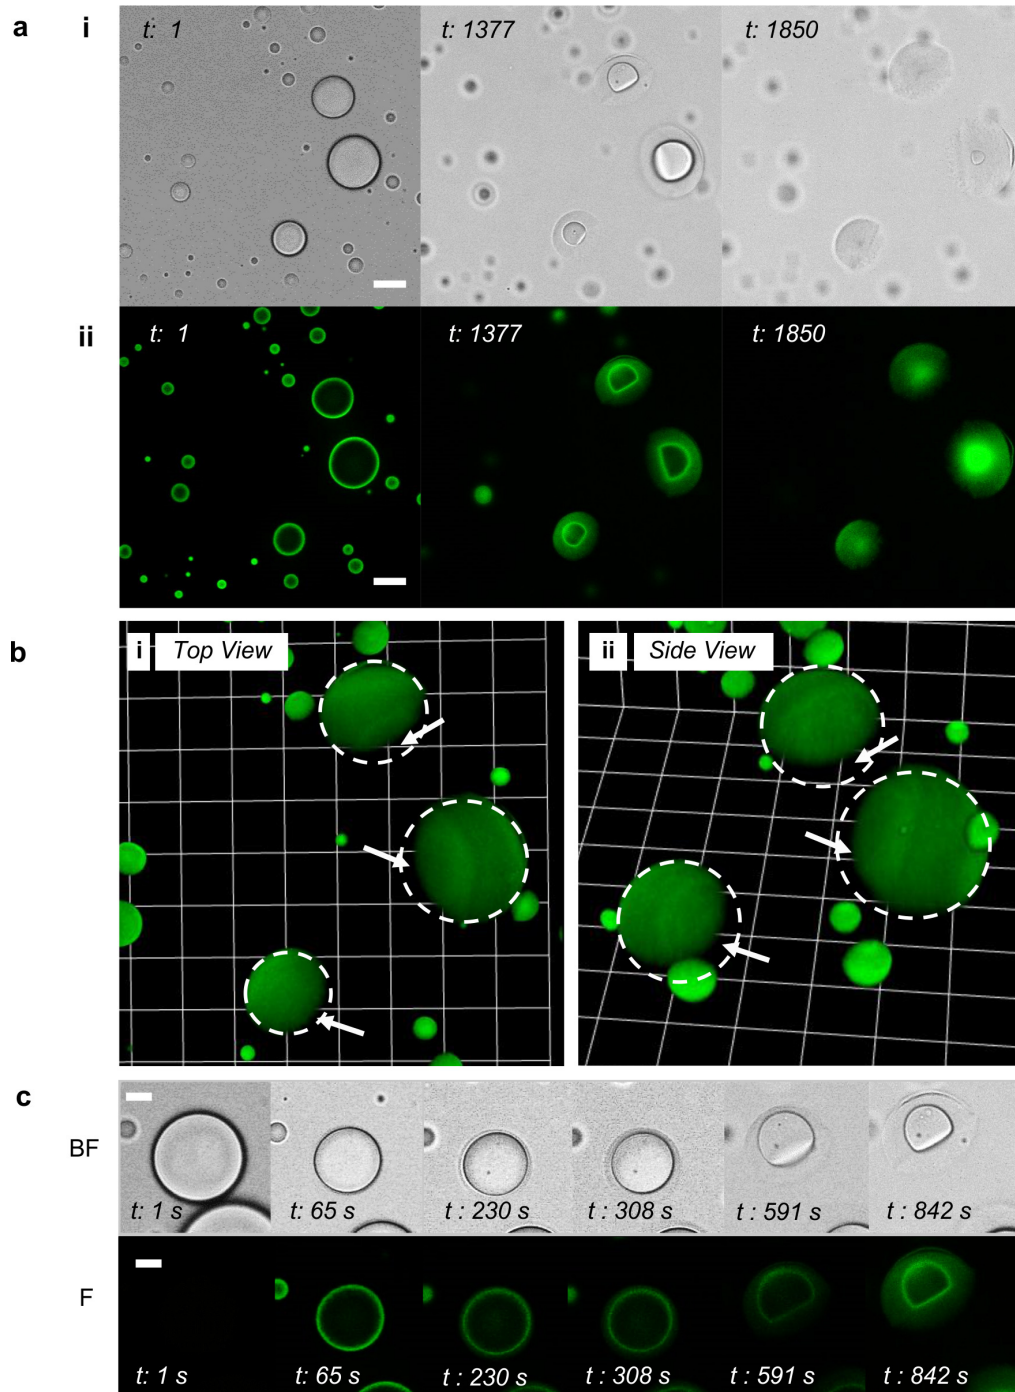 a i t: 1 t: 1377 t: 1850
ii t: 1 t: 1377 t: 1850
b i Top View ii Side View
c
BF
t: 1 s t: 65 s t : 230 s t : 308 s t : 591 s t : 842 s
F
t: 1 s t: 65 s t : 230 s t : 308 s t : 591 s t : 842 s